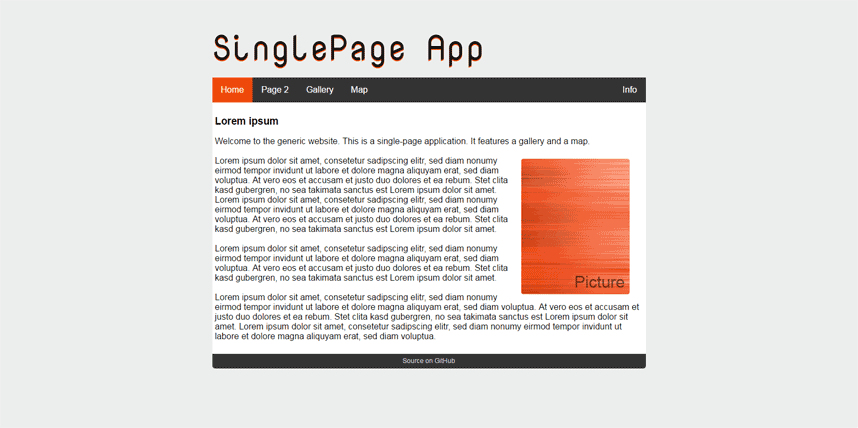 SinglePage App
Home Page 2 Gallery Map Info
Lorem ipsum
Welcome to the generic website. This is a single-page application. It features a gallery and a map.
Lorem ipsum dolor sit amet, consetetur sadipscing elitr, sed diam nonumy
eirmod tempor invidunt ut labore et dolore magna aliquyam erat, sed diam
voluptua. At vero eos et accusam et justo duo dolores et ea rebum. Stet clita
kasd gubergren, no sea takimata sanctus est Lorem ipsum dolor sit amet.
Lorem ipsum dolor sit amet, consetetur sadipscing elitr, sed diam nonumy
eirmod tempor invidunt ut labore et dolore magna aliquyam erat, sed diam
voluptua. At vero eos et accusam et justo duo dolores et ea rebum. Stet clita
kasd gubergren, no sea takimata sanctus est Lorem ipsum dolor sit amet.
Lorem ipsum dolor sit amet, consetetur sadipscing elitr, sed diam nonumy
eirmod tempor invidunt ut labore et dolore magna aliquyam erat, sed diam
voluptua. At vero eos et accusam et justo duo dolores et ea rebum. Stet clita
kasd gubergren, no sea takimata sanctus est Lorem ipsum dolor sit amet.
Picture
Lorem ipsum dolor sit amet, consetetur sadipscing elitr, sed diam nonumy
eirmod tempor invidunt ut labore et dolore magna aliquyam erat, sed diam voluptua. At vero eos et accusam et
justo duo dolores et ea rebum. Stet clita kasd gubergren, no sea takimata sanctus est Lorem ipsum dolor sit
amet. Lorem ipsum dolor sit amet, consetetur sadipscing elitr, sed diam nonumy eirmod tempor invidunt ut
labore et dolore magna aliquyam erat, sed diam voluptua.
Source on GitHub